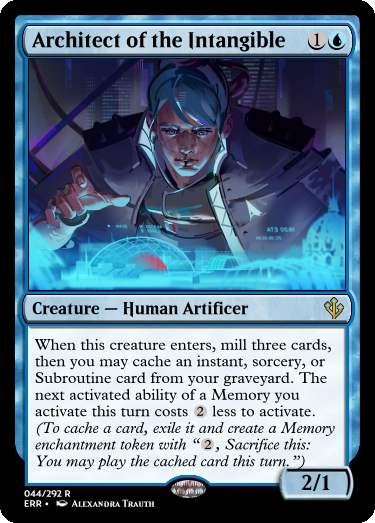 Architect of the Intangible 1
Creature — Human Artificer
When this creature enters, mill three cards,
then you may cache an instant, sorcery, or
Subroutine card from your graveyard. The
next activated ability of a Memory you
activate this turn costs 2 less to activate.
(To cache a card, exile it and create a Memory
enchantment token with “2, Sacrifice this:
You may play the cached card this turn.”)
2/1
044/292 R
ERR • Alexandra Trauth